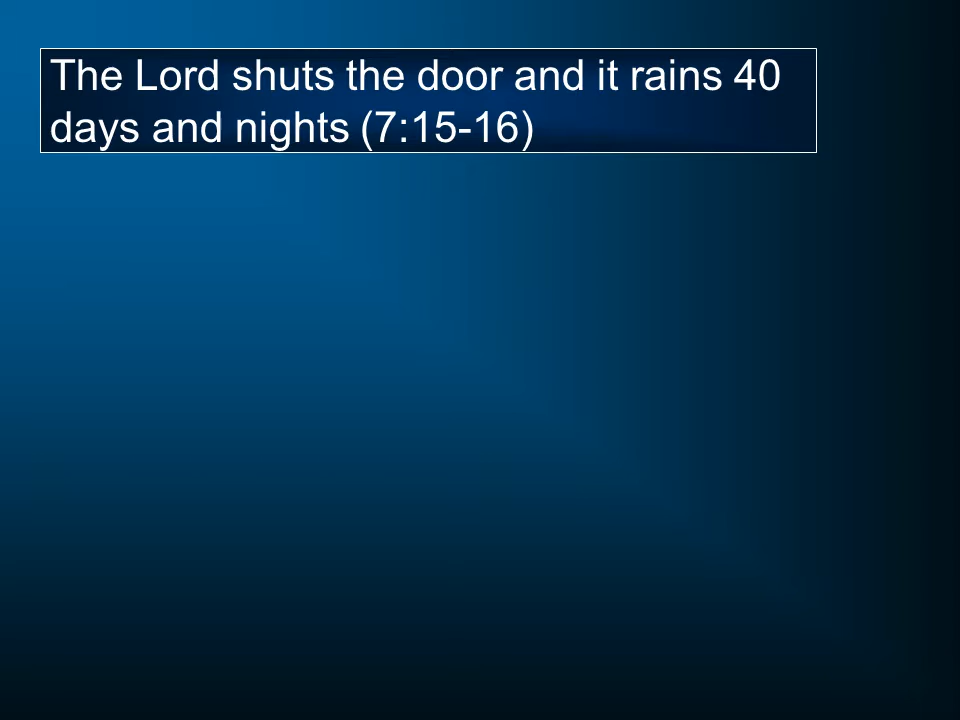 The Lord shuts the door and it rains 40
days and nights (7:15-16)